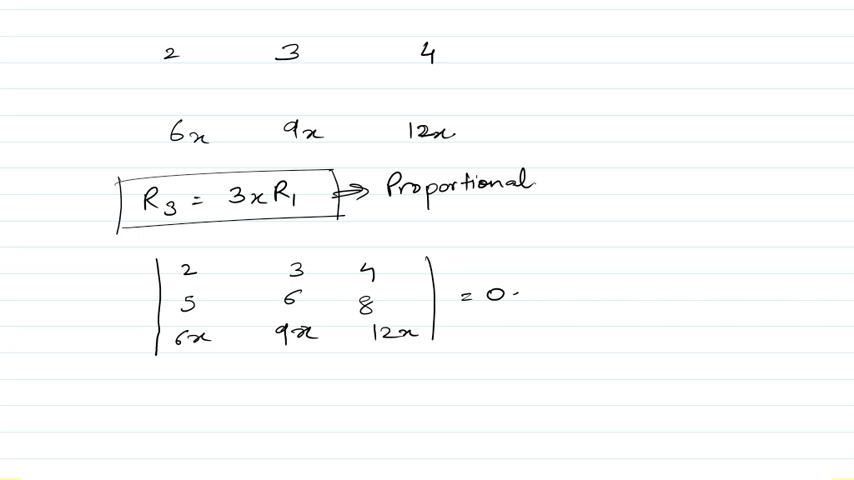 2 3 4
6x 9x 12x
R₃ = 3x R₁ ⇒ Proportional
| 2 3 4 |
| 5 6 8 | = 0.
| 6x 9x 12x |